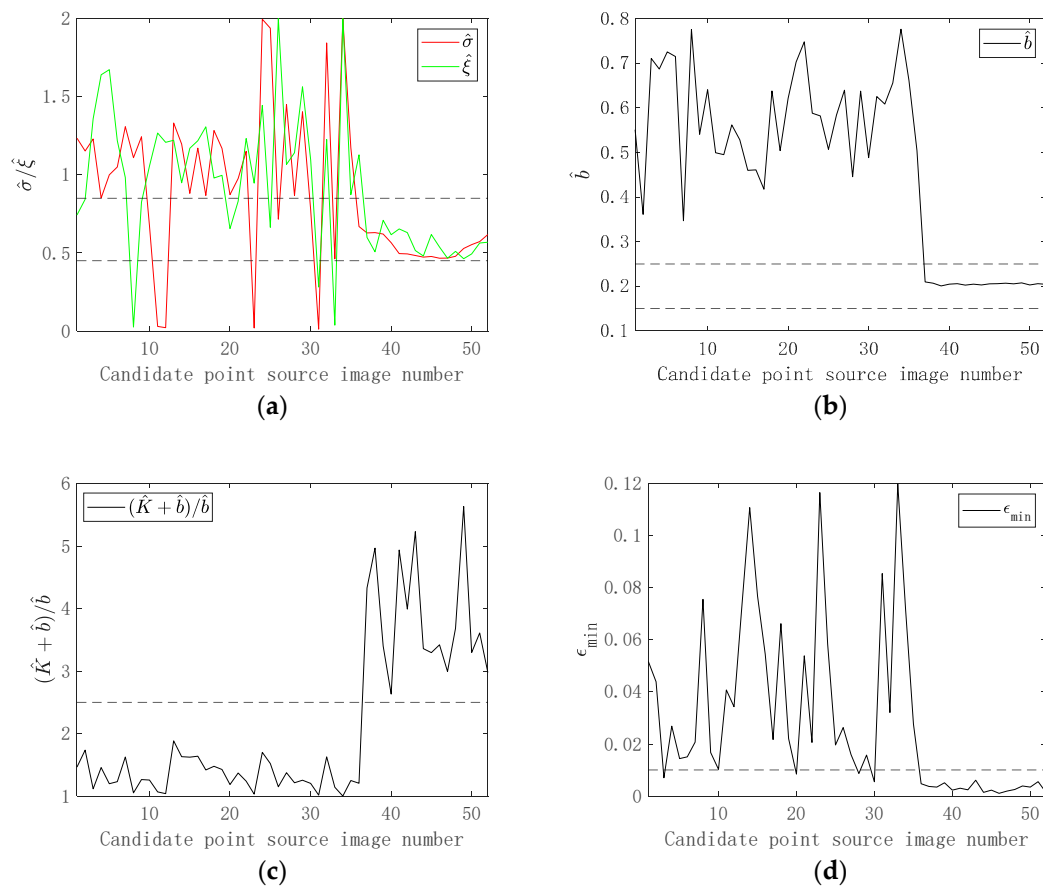 (a)
2
1.5
1
0.5
0
σ̂/ξ̂
σ̂
ξ̂
10 20 30 40 50
Candidate point source image number
(b)
0.8
0.7
0.6
0.5
0.4
0.3
0.2
0.1
b̂
b̂
10 20 30 40 50
Candidate point source image number
(c)
6
5
4
3
2
1
(K̂ + b̂)/b̂
(K̂ + b̂)/b̂
10 20 30 40 50
Candidate point source image number
(d)
0.12
0.1
0.08
0.06
0.04
0.02
0
ϵmin
ϵmin
10 20 30 40 50
Candidate point source image number